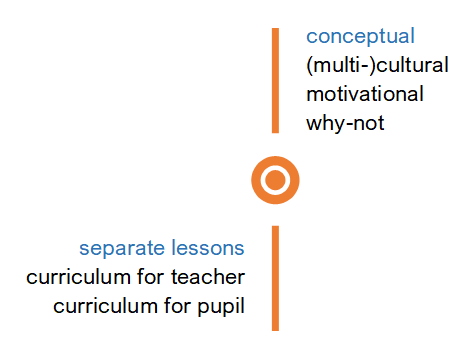 conceptual
(multi-)cultural
motivational
why-not
separate lessons
curriculum for teacher
curriculum for pupil